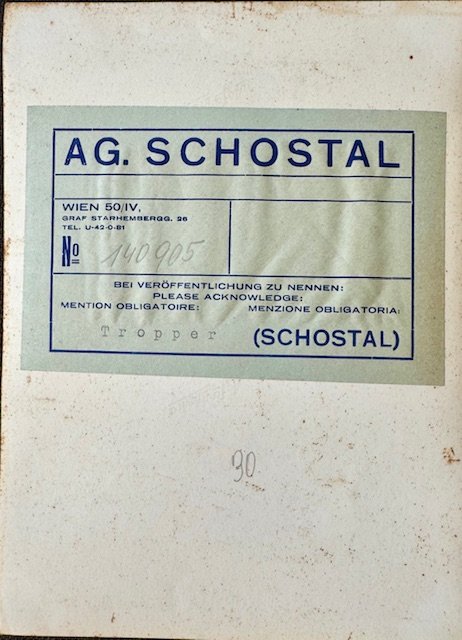 AG. SCHOSTAL
WIEN 50/IV,
GRAF STARHEMBERGG. 26
TEL. U-42-0-81
№ 140905
BEI VERÖFFENTLICHUNG ZU NENNEN:
PLEASE ACKNOWLEDGE:
MENTION OBLIGATOIRE: MENZIONE OBLIGATORIA:
Tropper (SCHOSTAL)
30